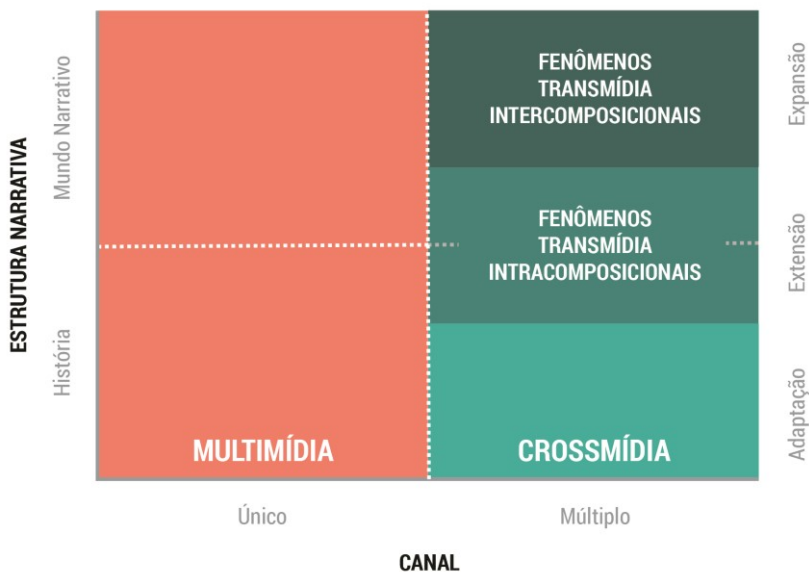 ESTRUTURA NARRATIVA
Mundo Narrativo
História
FENÔMENOS
TRANSMÍDIA
INTERCOMPOSICIONAIS
FENÔMENOS
TRANSMÍDIA
INTRACOMPOSICIONAIS
MULTIMÍDIA
CROSSMÍDIA
Expansão
Extensão
Adaptação
Único
Múltiplo
CANAL